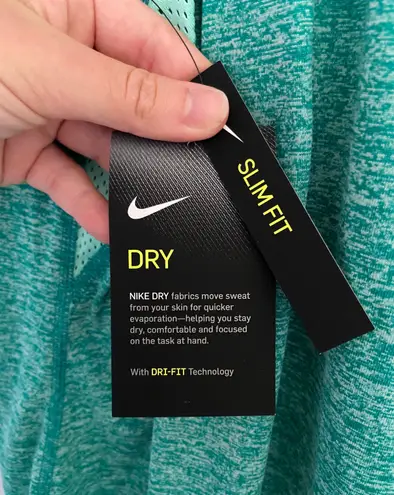 SLIM FIT
DRY
NIKE DRY fabrics move sweat
from your skin for quicker
evaporation—helping you stay
dry, comfortable and focused
on the task at hand.
With DRI-FIT Technology